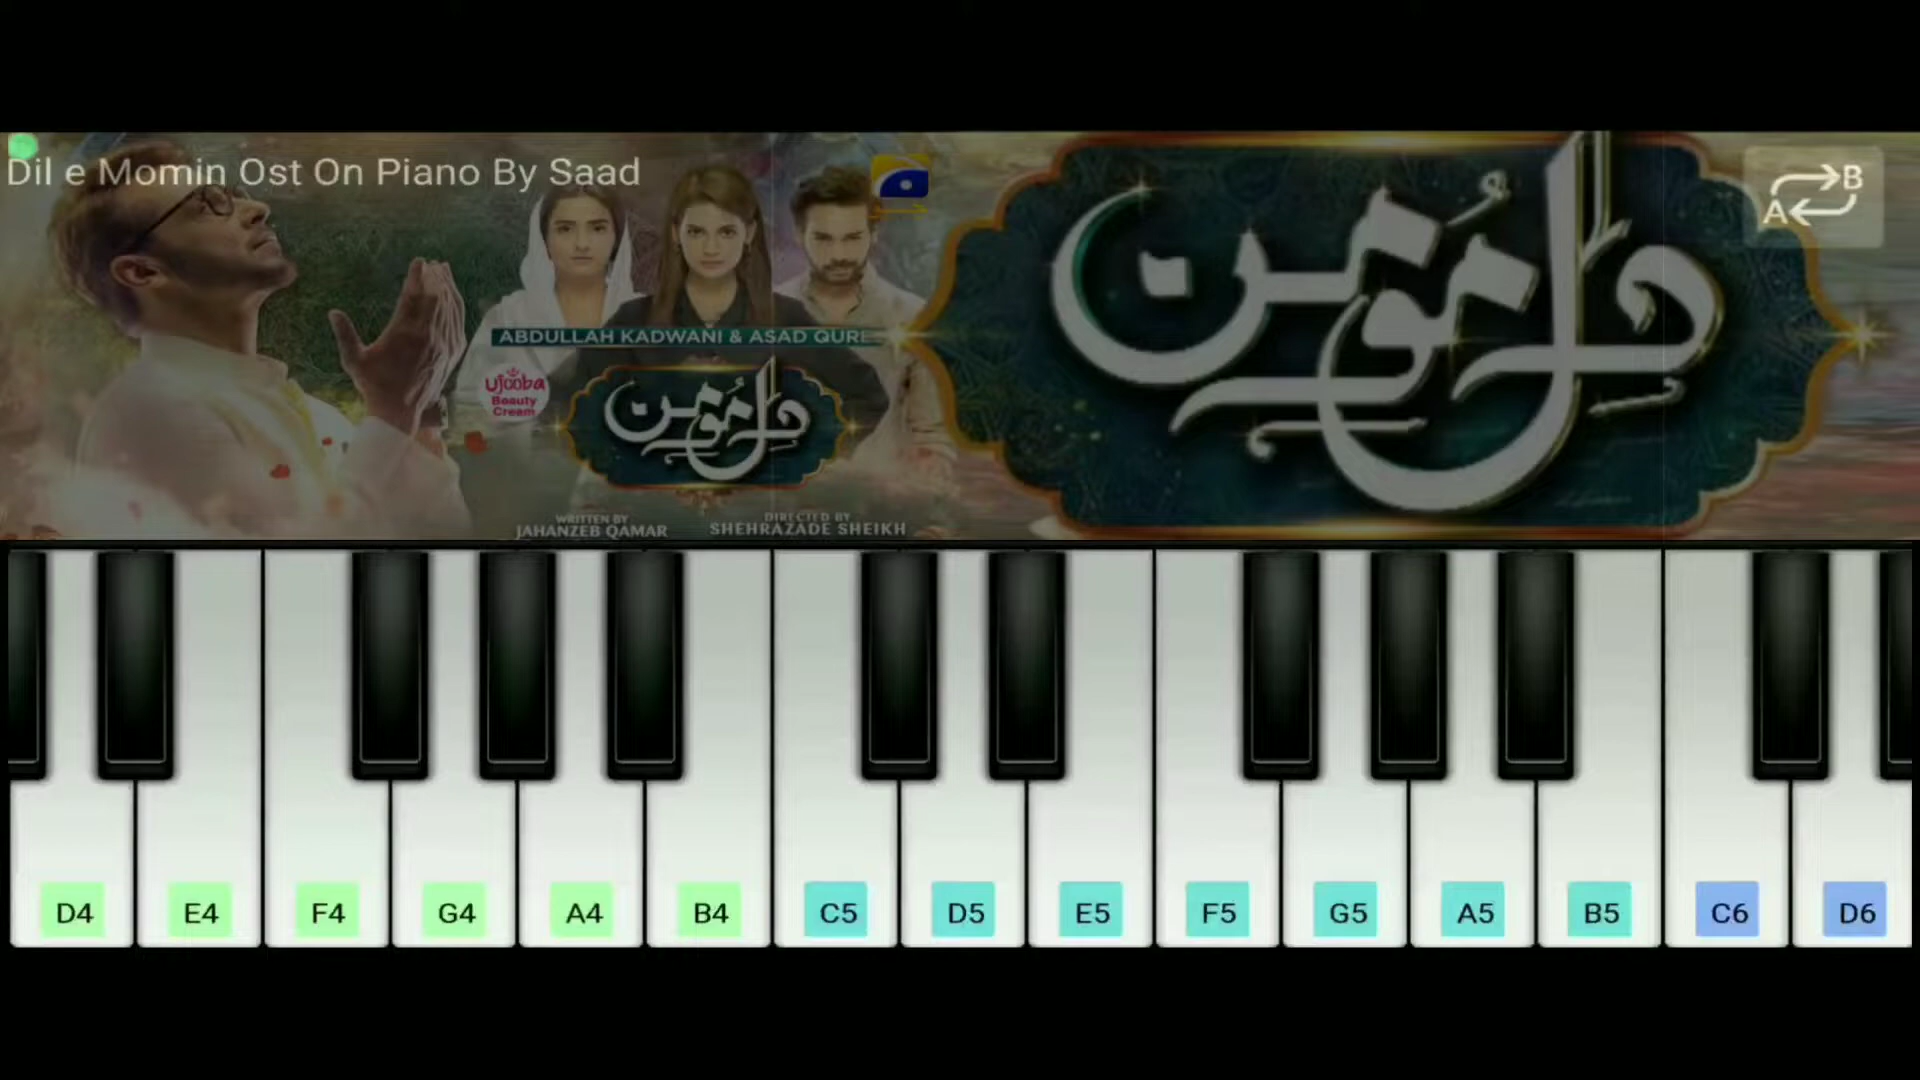 Dil e Momin Ost On Piano By Saad
B
A
ABDULLAH KADWANI & ASAD QURE
ujooba
Beauty
Cream
دلِ مُومن
WRITTEN BY
JAHANZEB QAMAR
DIRECTED BY
SHEHRAZADE SHEIKH
دلِ مُومن
D4 E4 F4 G4 A4 B4 C5 D5 E5 F5 G5 A5 B5 C6 D6